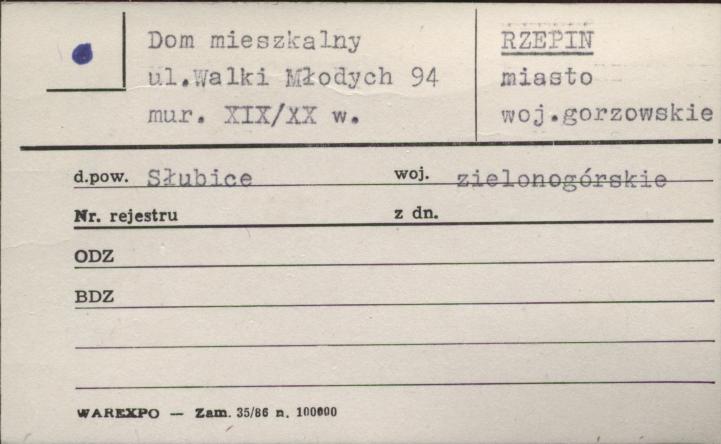 Dom mieszkalny
ul.Walki Młodych 94
mur. XIX/XX w.
RZEPIN
miasto
woj.gorzowskie
d.pow. Słubice woj. zielonogórskie
Nr. rejestru z dn.
ODZ
BDZ
WAREXPO — Zam. 35/86 n. 100000